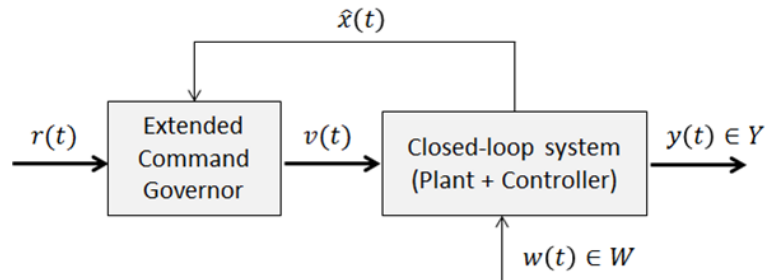 x̂(t)
r(t)
Extended
Command
Governor
v(t)
Closed-loop system
(Plant + Controller)
y(t) ∈ Y
w(t) ∈ W